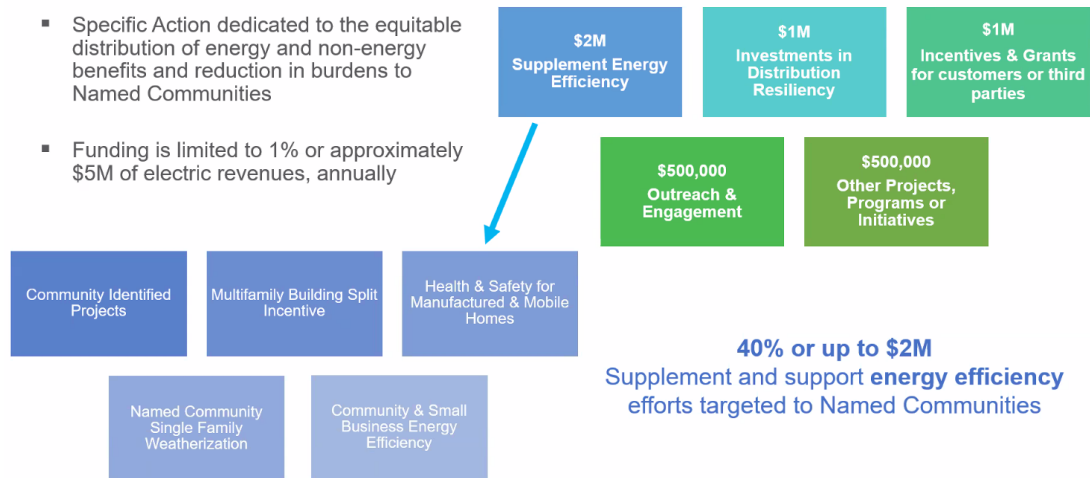 ▪ Specific Action dedicated to the equitable
distribution of energy and non-energy
benefits and reduction in burdens to
Named Communities
▪ Funding is limited to 1% or approximately
$5M of electric revenues, annually
$2M
Supplement Energy
Efficiency
$1M
Investments in
Distribution
Resiliency
$1M
Incentives & Grants
for customers or third
parties
$500,000
Outreach &
Engagement
$500,000
Other Projects,
Programs or
Initiatives
Community Identified
Projects
Multifamily Building Split
Incentive
Health & Safety for
Manufactured & Mobile
Homes
Named Community
Single Family
Weatherization
Community & Small
Business Energy
Efficiency
40% or up to $2M
Supplement and support energy efficiency
efforts targeted to Named Communities